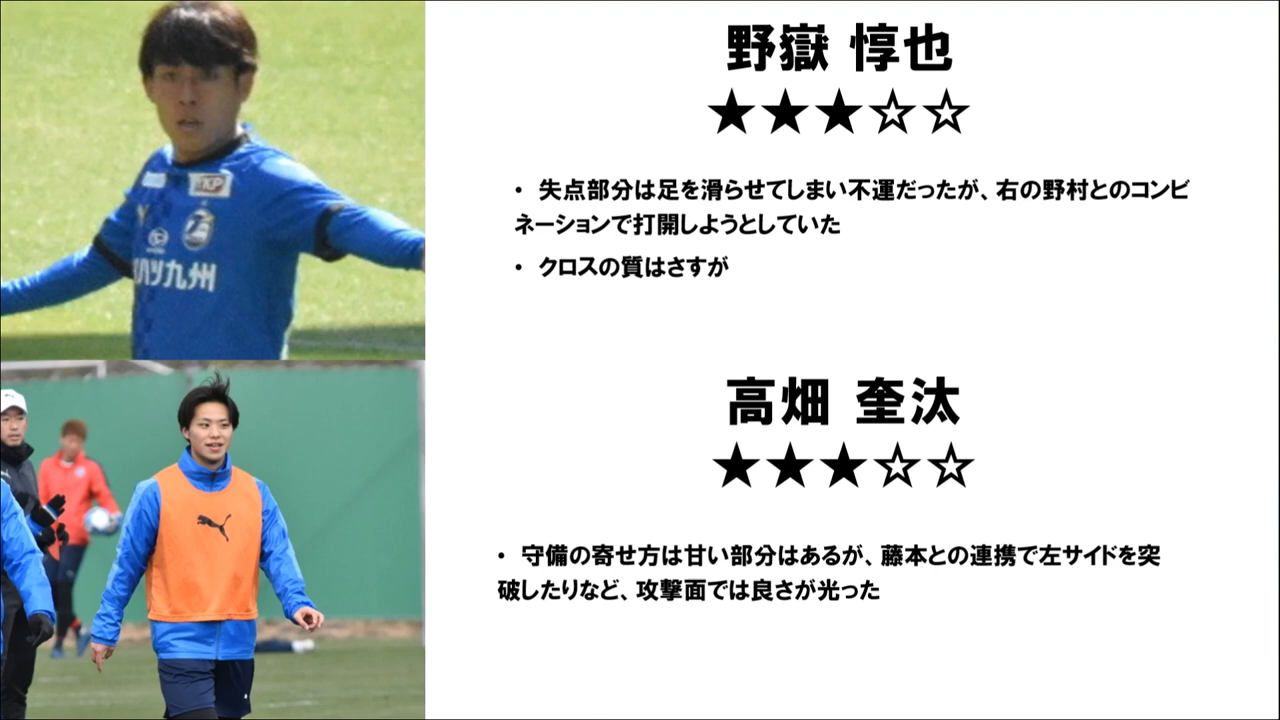 野嶽 惇也
★★★☆☆
• 失点部分は足を滑らせてしまい不運だったが、右の野村とのコンビ
ネーションで打開しようとしていた
• クロスの質はさすが
KP
ハツ九州
高畑 奎汰
★★★☆☆
• 守備の寄せ方は甘い部分はあるが、藤本との連携で左サイドを突
破したりなど、攻撃面では良さが光った